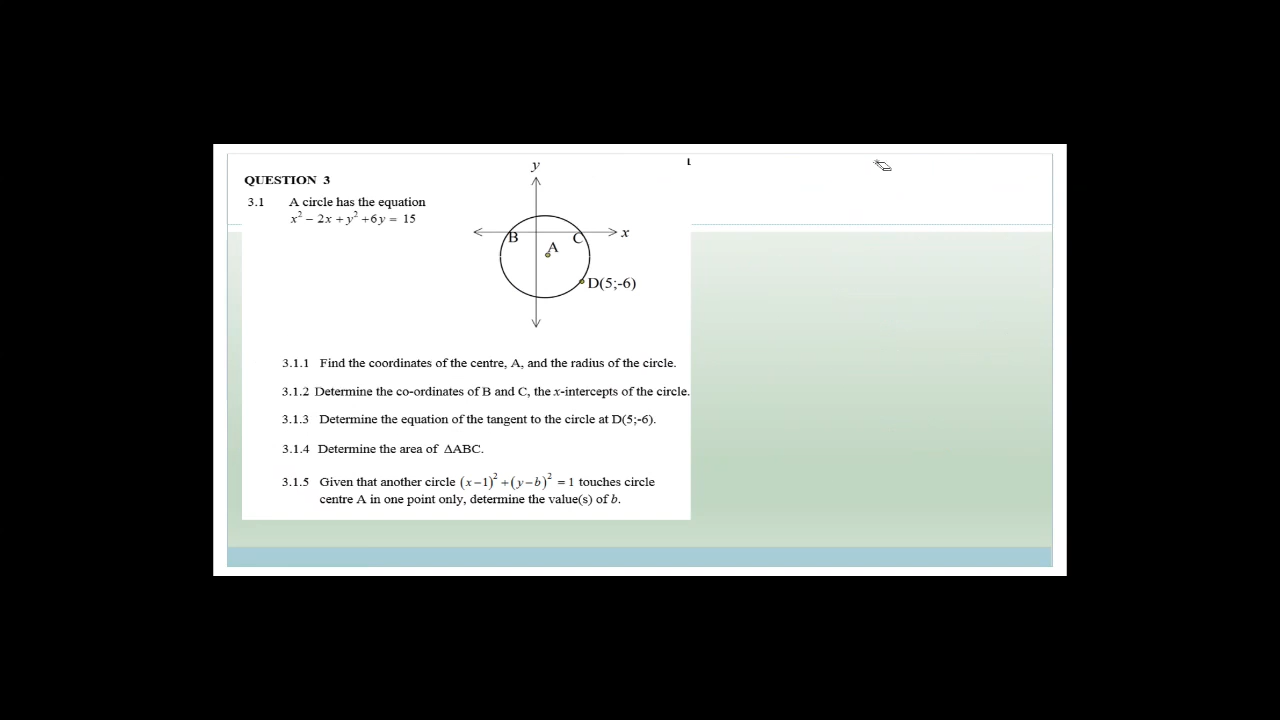 QUESTION 3
3.1 A circle has the equation
x² − 2x + y² + 6y = 15
y
x
B
C
A
D(5;-6)
3.1.1 Find the coordinates of the centre, A, and the radius of the circle.
3.1.2 Determine the co-ordinates of B and C, the x-intercepts of the circle.
3.1.3 Determine the equation of the tangent to the circle at D(5;-6).
3.1.4 Determine the area of ΔABC.
3.1.5 Given that another circle (x−1)² + (y−b)² = 1 touches circle
centre A in one point only, determine the value(s) of b.